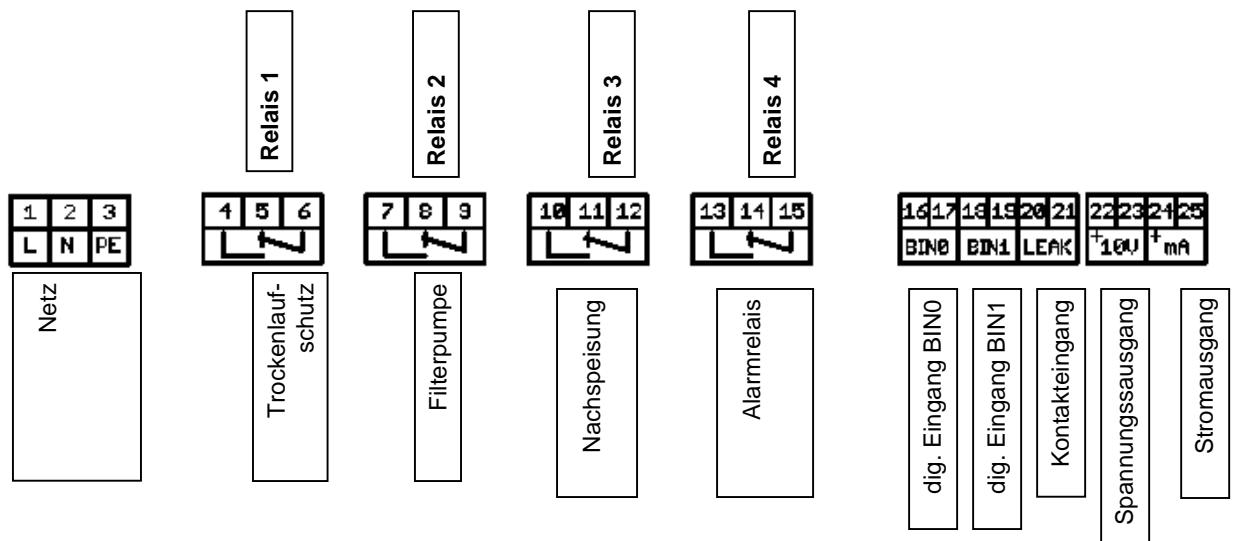 Relais 1
Relais 2
Relais 3
Relais 4
1 2 3
L N PE
4 5 6
7 8 9
10 11 12
13 14 15
16 17 18 19 20 21 22 23 24 25
BIN0 BIN1 LEAK +10V +mA
Netz
Trockenlauf-
schutz
Filterpumpe
Nachspeisung
Alarmrelais
dig. Eingang BIN0
dig. Eingang BIN1
Kontakteingang
Spannungssausgang
Stromausgang